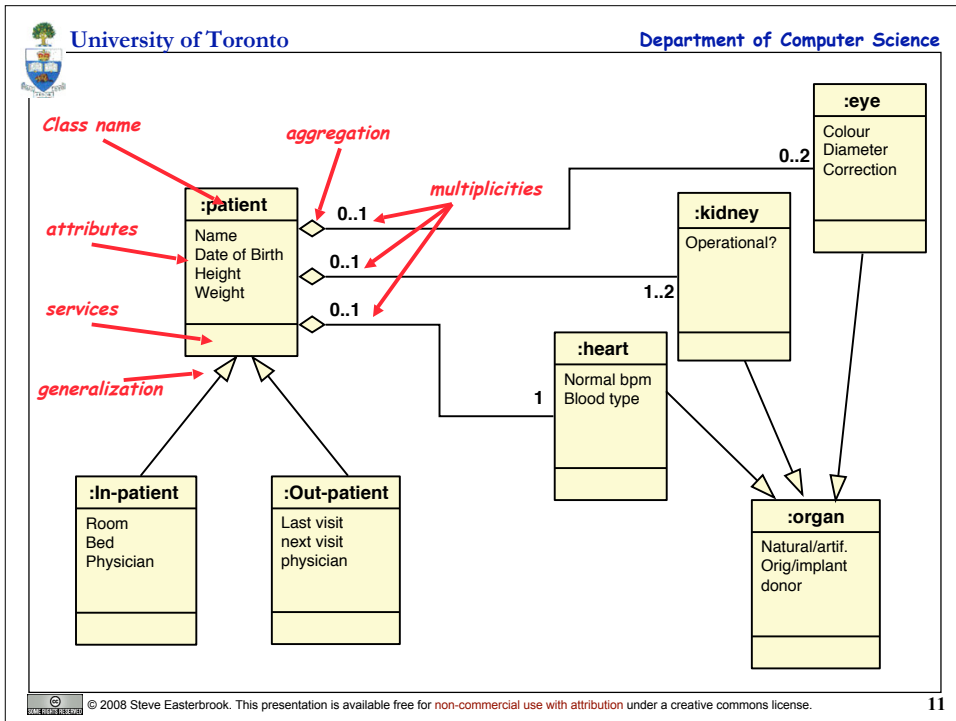 University of Toronto
Department of Computer Science
Class name
aggregation
multiplicities
attributes
services
generalization
:patient
Name
Date of Birth
Height
Weight
0..1
0..1
0..1
0..2
1..2
1
:eye
Colour
Diameter
Correction
:kidney
Operational?
:heart
Normal bpm
Blood type
:In-patient
Room
Bed
Physician
:Out-patient
Last visit
next visit
physician
:organ
Natural/artif.
Orig/implant
donor
SOME RIGHTS RESERVED
© 2008 Steve Easterbrook. This presentation is available free for non-commercial use with attribution under a creative commons license.
11